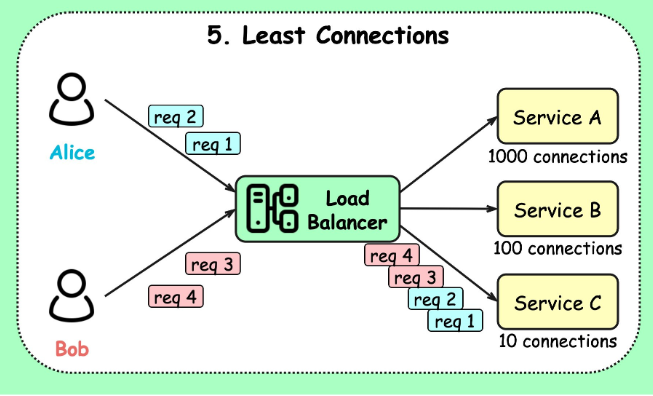 5. Least Connections
req 2
req 1
Alice
Service A
1000 connections
Load
Balancer
Service B
100 connections
req 3
req 4
Bob
req 4
req 3
req 2
req 1
Service C
10 connections